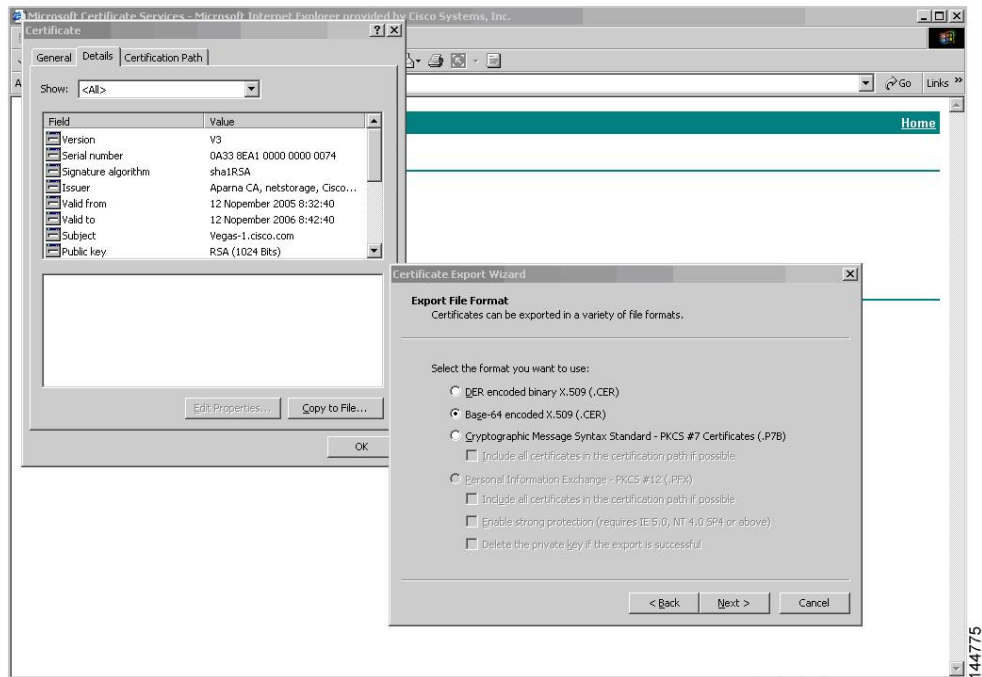 Microsoft Certificate Services - Microsoft Internet Explorer provided by Cisco Systems, Inc.
Certificate
General Details Certification Path
Show: <All>
Field Value
Version V3
Serial number 0A33 8EA1 0000 0000 0074
Signature algorithm sha1RSA
Issuer Aparna CA, netstorage, Cisco...
Valid from 12 Nopember 2005 8:32:40
Valid to 12 Nopember 2006 8:42:40
Subject Vegas-1.cisco.com
Public key RSA (1024 Bits)
Edit Properties... Copy to File...
OK
Go Links »
Home
Certificate Export Wizard
Export File Format
Certificates can be exported in a variety of file formats.
Select the format you want to use:
DER encoded binary X.509 (.CER)
Base-64 encoded X.509 (.CER)
Cryptographic Message Syntax Standard - PKCS #7 Certificates (.P7B)
Include all certificates in the certification path if possible
Personal Information Exchange - PKCS #12 (.PFX)
Include all certificates in the certification path if possible
Enable strong protection (requires IE 5.0, NT 4.0 SP4 or above)
Delete the private key if the export is successful
< Back Next > Cancel
144775